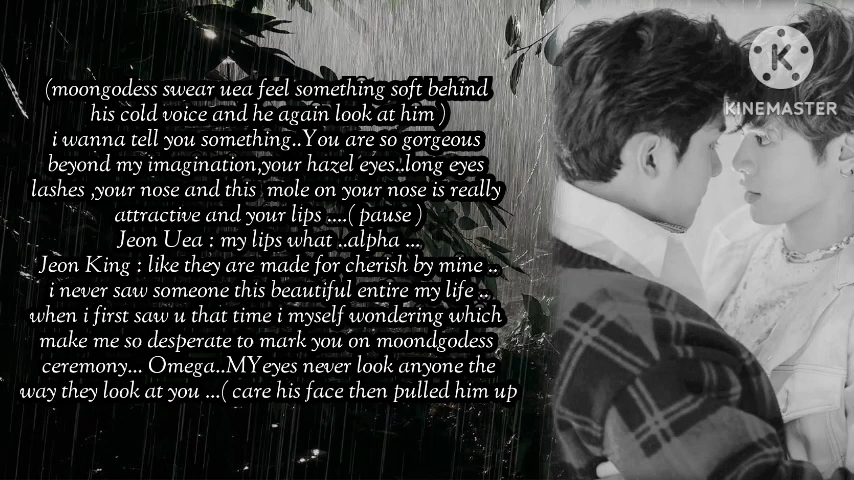 (moongodess swear uea feel something soft behind
his cold voice and he again look at him )
i wanna tell you something..You are so gorgeous
beyond my imagination,your hazel eyes..long eyes
lashes ,your nose and this mole on your nose is really
attractive and your lips ....( pause )
Jeon Uea : my lips what ..alpha ...
Jeon King : like they are made for cherish by mine ..
i never saw someone this beautiful entire my life ..
when i first saw u that time i myself wondering which
make me so desperate to mark you on moondgodess
ceremony... Omega..MYeyes never look anyone the
way they look at you ...( care his face then pulled him up
K
KINEMASTER